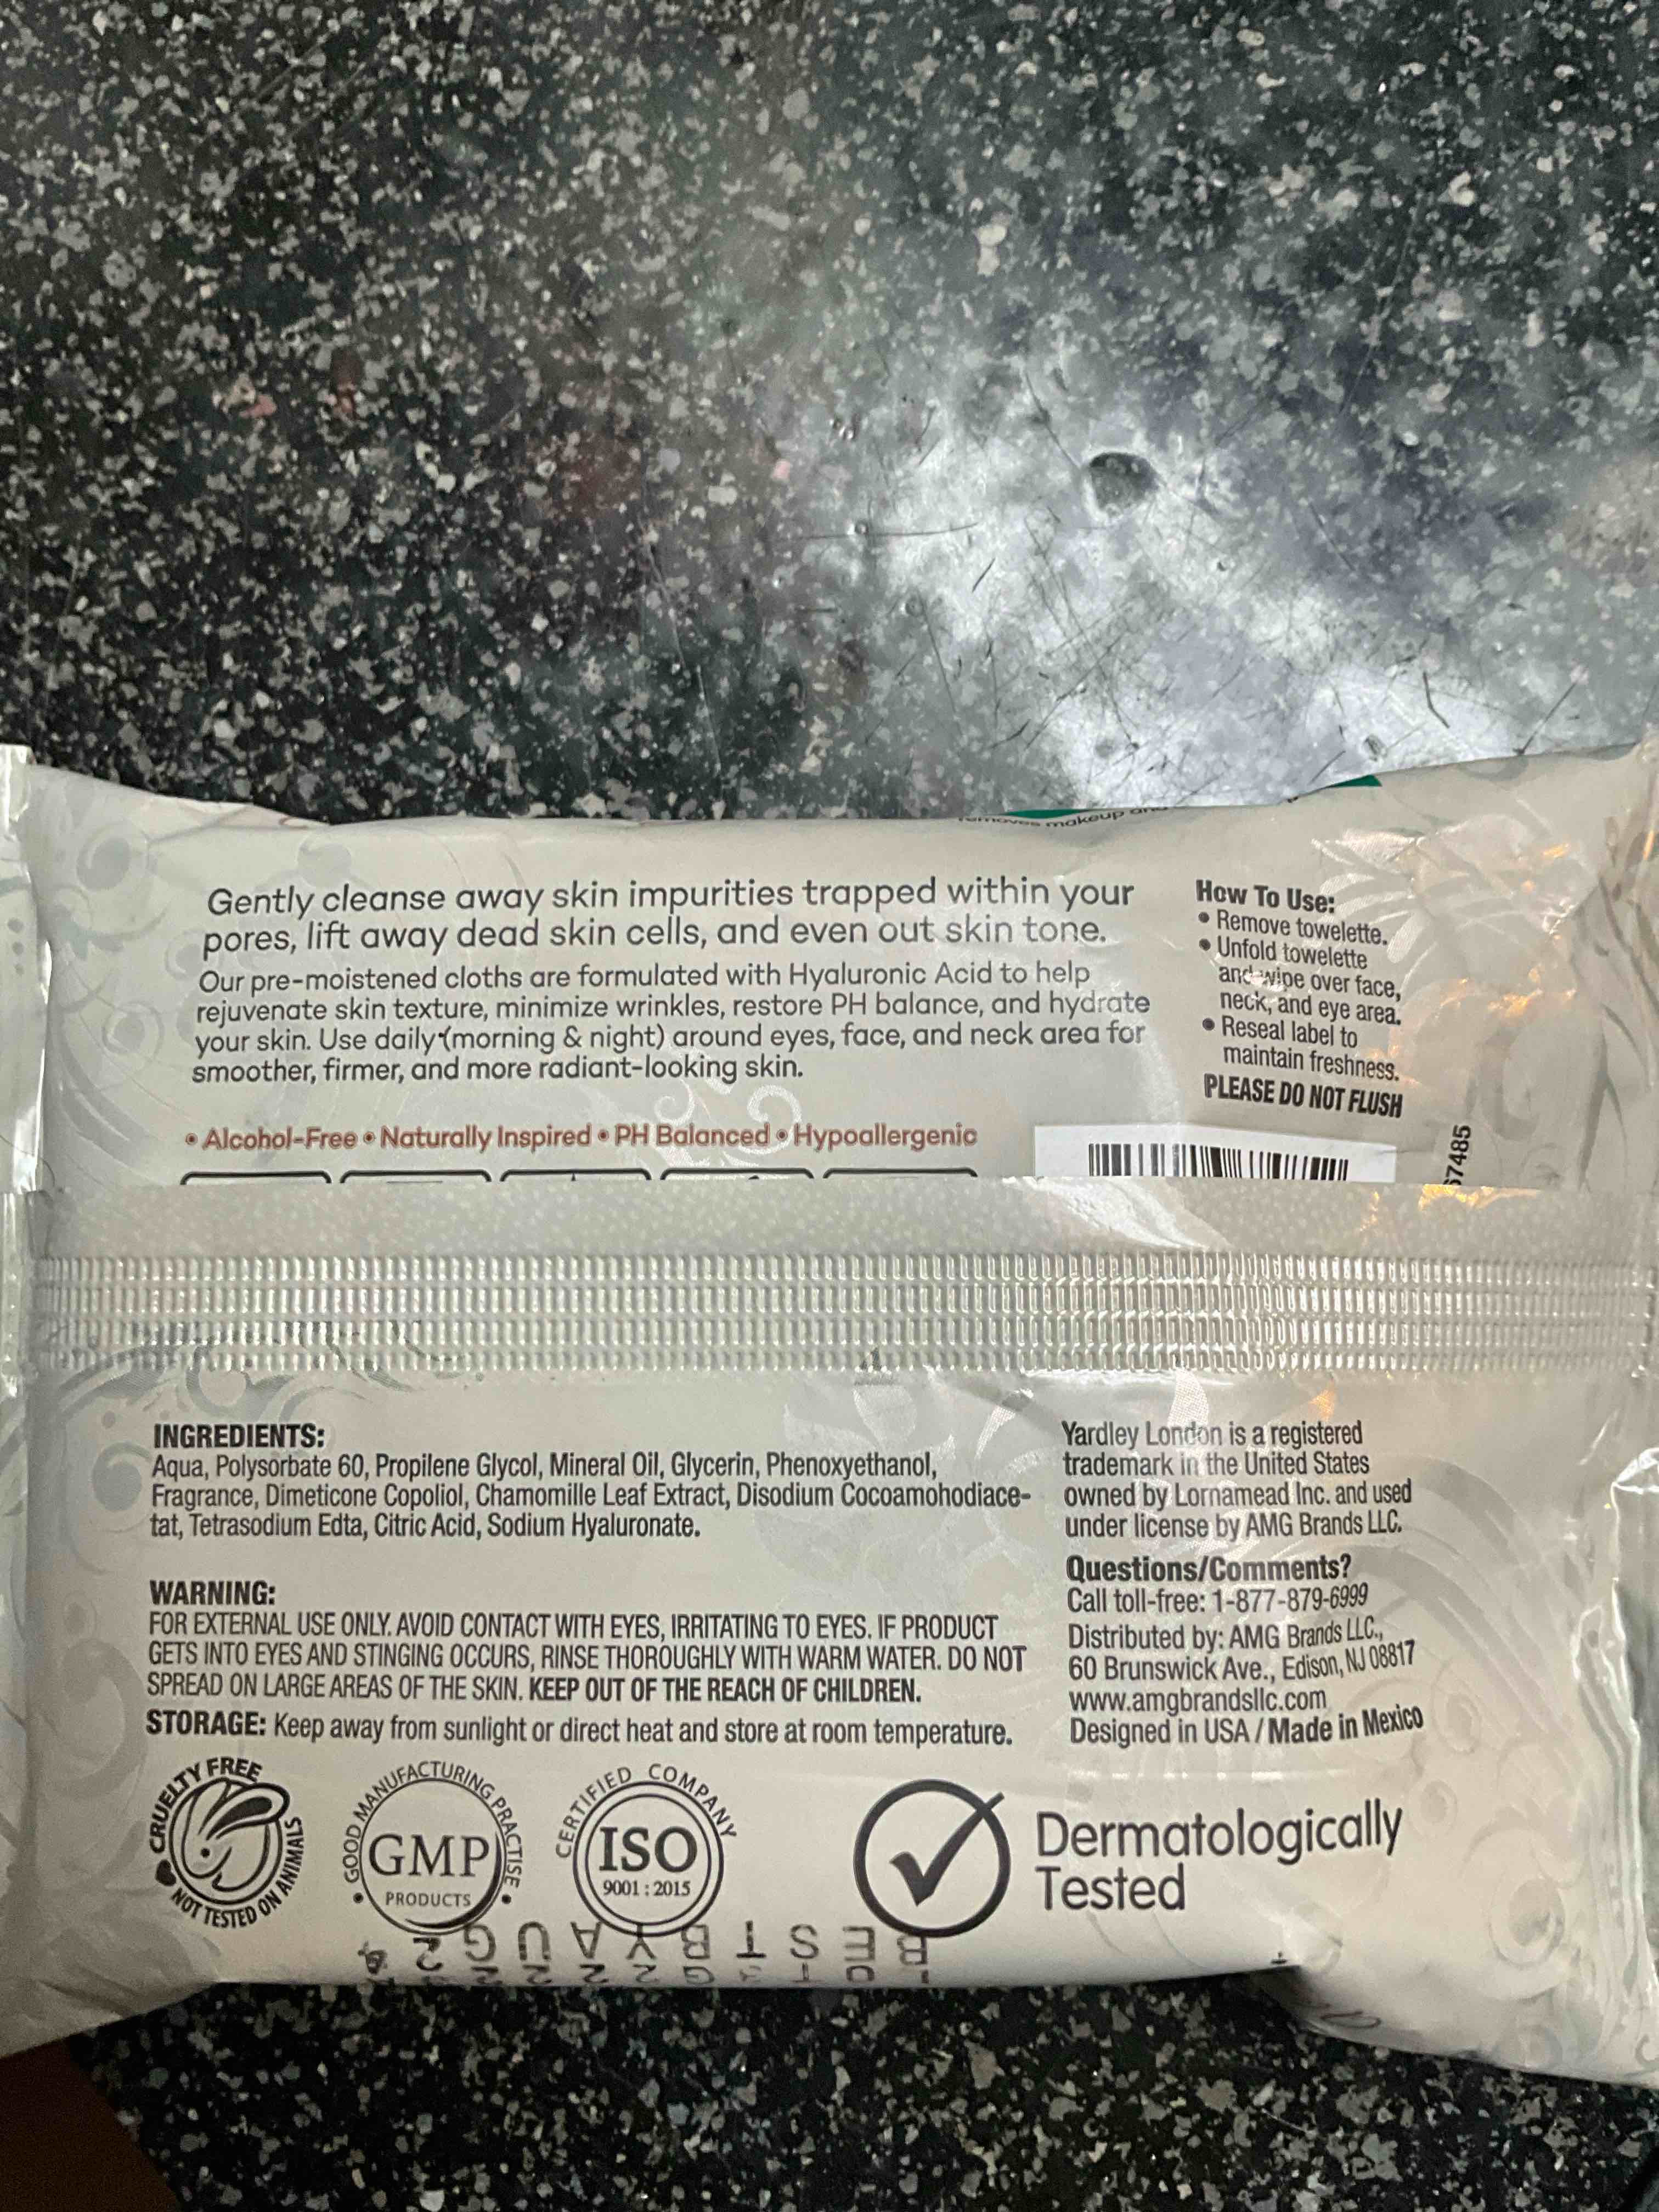 removes makeup and
Gently cleanse away skin impurities trapped within your
pores, lift away dead skin cells, and even out skin tone.
Our pre-moistened cloths are formulated with Hyaluronic Acid to help
rejuvenate skin texture, minimize wrinkles, restore PH balance, and hydrate
your skin. Use daily (morning & night) around eyes, face, and neck area for
smoother, firmer, and more radiant-looking skin.
• Alcohol-Free • Naturally Inspired • PH Balanced • Hypoallergenic
How To Use:
• Remove towelette.
• Unfold towelette
and wipe over face,
neck, and eye area.
• Reseal label to
maintain freshness.
PLEASE DO NOT FLUSH
67485
INGREDIENTS:
Aqua, Polysorbate 60, Propilene Glycol, Mineral Oil, Glycerin, Phenoxyethanol,
Fragrance, Dimeticone Copoliol, Chamomille Leaf Extract, Disodium Cocoamohodiace-
tat, Tetrasodium Edta, Citric Acid, Sodium Hyaluronate.
WARNING:
FOR EXTERNAL USE ONLY. AVOID CONTACT WITH EYES, IRRITATING TO EYES. IF PRODUCT
GETS INTO EYES AND STINGING OCCURS, RINSE THOROUGHLY WITH WARM WATER. DO NOT
SPREAD ON LARGE AREAS OF THE SKIN. KEEP OUT OF THE REACH OF CHILDREN.
STORAGE: Keep away from sunlight or direct heat and store at room temperature.
Yardley London is a registered
trademark in the United States
owned by Lornamead Inc. and used
under license by AMG Brands LLC.
Questions/Comments?
Call toll-free: 1-877-879-6999
Distributed by: AMG Brands LLC.,
60 Brunswick Ave., Edison, NJ 08817
www.amgbrandsllc.com
Designed in USA / Made in Mexico
CRUELTY FREE
NOT TESTED ON ANIMALS
GOOD MANUFACTURING PRACTISE
GMP
PRODUCTS
CERTIFIED COMPANY
ISO
9001 : 2015
Dermatologically
Tested
BEST BY AUG 24